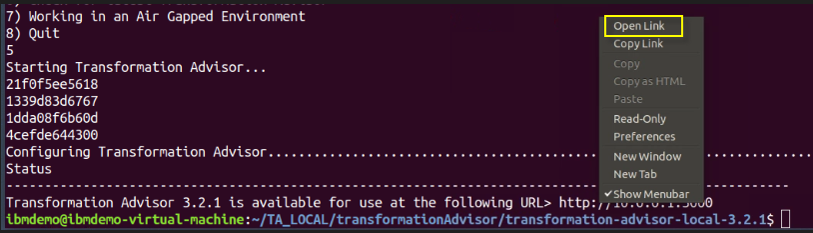 7) Working in an Air Gapped Environment
8) Quit
5
Starting Transformation Advisor...
21f0f5ee5618
1339d83d6767
1dda08f6b60d
4cefde644300
Configuring Transformation Advisor................................................................................
Status
--------------------------------------------------------------------------------
Transformation Advisor 3.2.1 is available for use at the following URL> http://10.0.0.1:3000
ibmdemo@ibmdemo-virtual-machine:~/TA_LOCAL/transformationAdvisor/transformation-advisor-local-3.2.1$
Open Link
Copy Link
Copy
Copy as HTML
Paste
Read-Only
Preferences
New Window
New Tab
✔Show Menubar